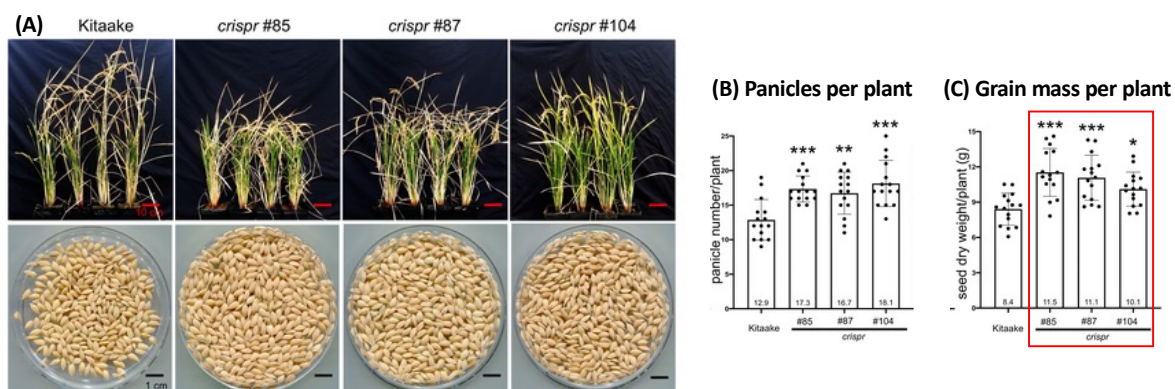 (A)
Kitaake
crispr #85
crispr #87
crispr #104
10 cm
1 cm
(B) Panicles per plant
panicle number/plant
25
20
15
10
5
0
***
**
***
12.9
17.3
16.7
18.1
Kitaake
#85
#87
#104
crispr
(C) Grain mass per plant
seed dry weight/plant (g)
15
12
9
6
3
0
***
***
*
8.4
11.5
11.1
10.1
Kitaake
#85
#87
#104
crispr